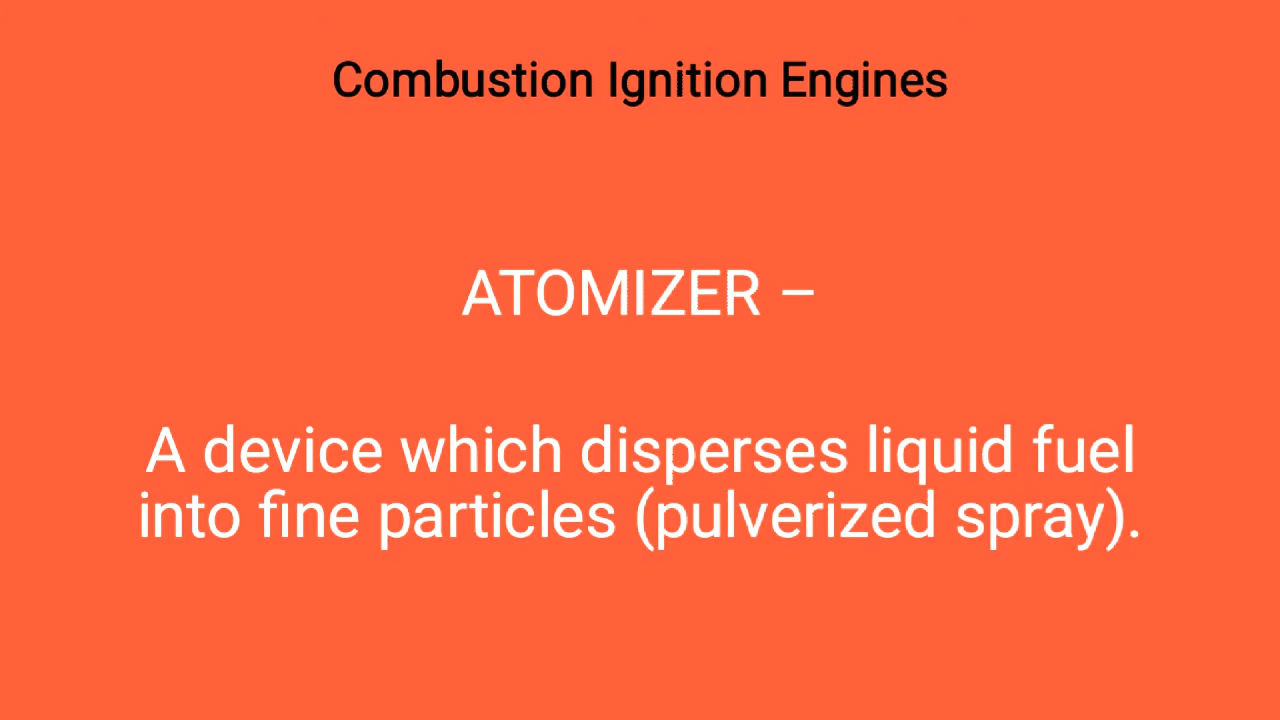 Combustion Ignition Engines
ATOMIZER –
A device which disperses liquid fuel
into fine particles (pulverized spray).